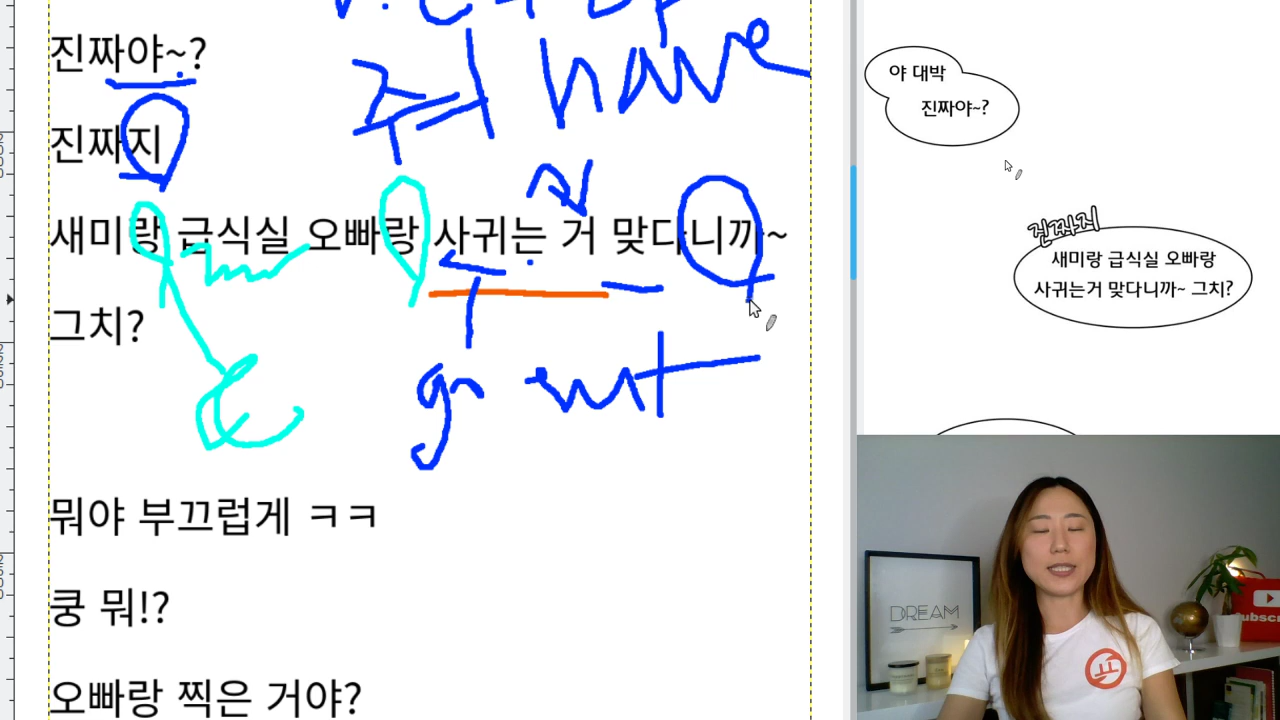 진짜야~?
have
진짜지
새미랑 급식실 오빠랑 사귀는 거 맞다니까~
그치?
go out
뭐야 부끄럽게 ㅋㅋ
쿵 뭐!?
오빠랑 찍은 거야?
야 대박
진짜야~?
진짜지
새미랑 급식실 오빠랑
사귀는거 맞다니까~ 그치?
DREAM